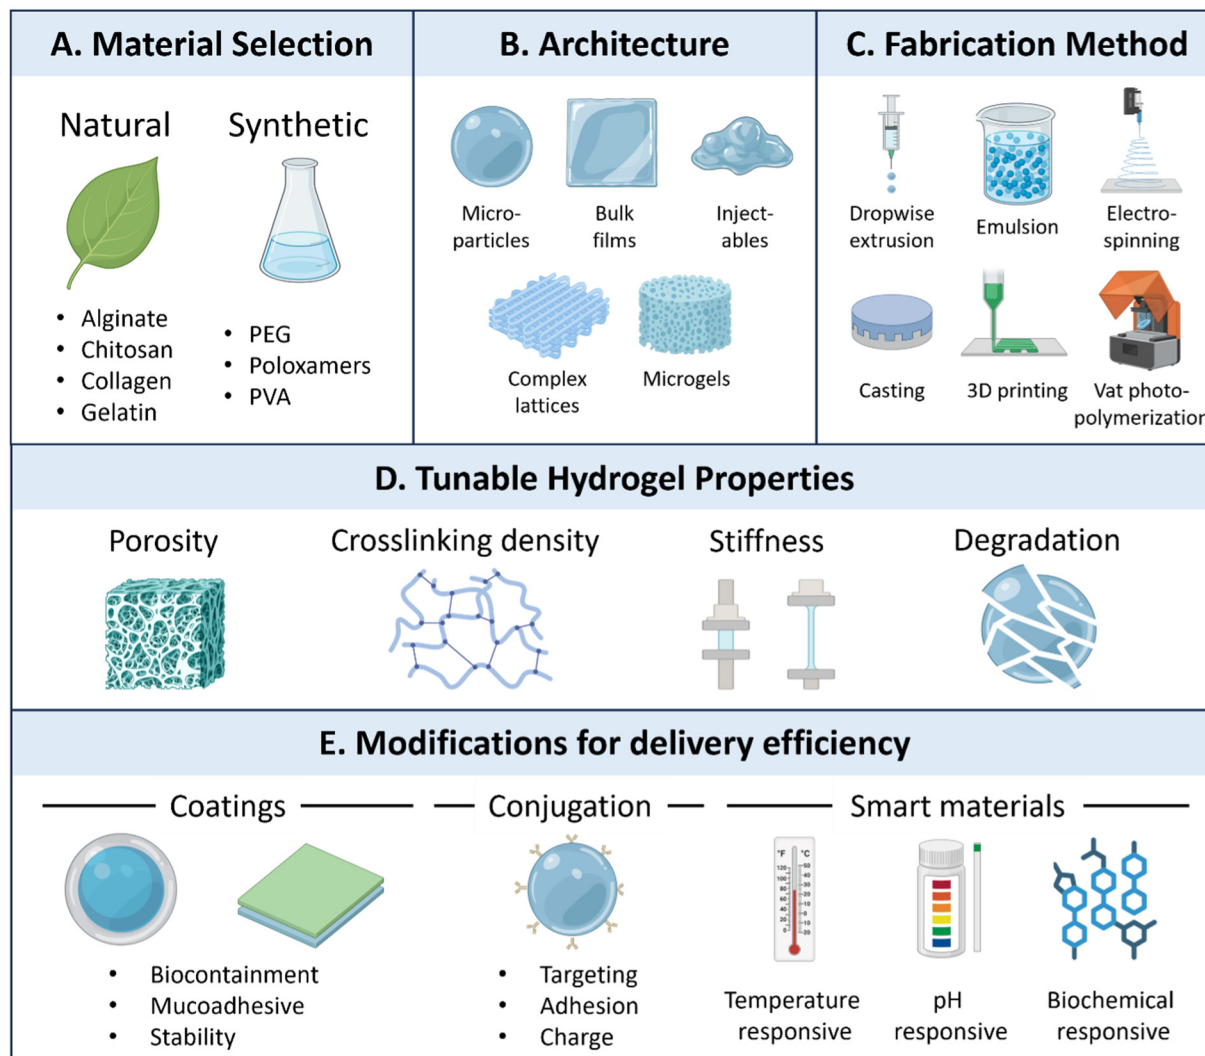 A. Material Selection
Natural
Synthetic
• Alginate
• Chitosan
• Collagen
• Gelatin
• PEG
• Poloxamers
• PVA
B. Architecture
Micro-
particles
Bulk
films
Inject-
ables
Complex
lattices
Microgels
C. Fabrication Method
Dropwise
extrusion
Emulsion
Electro-
spinning
Casting
3D printing
Vat photo-
polymerization
D. Tunable Hydrogel Properties
Porosity
Crosslinking density
Stiffness
Degradation
E. Modifications for delivery efficiency
Coatings
• Biocontainment
• Mucoadhesive
• Stability
Conjugation
• Targeting
• Adhesion
• Charge
Smart materials
°F
°C
Temperature
responsive
pH
responsive
Biochemical
responsive